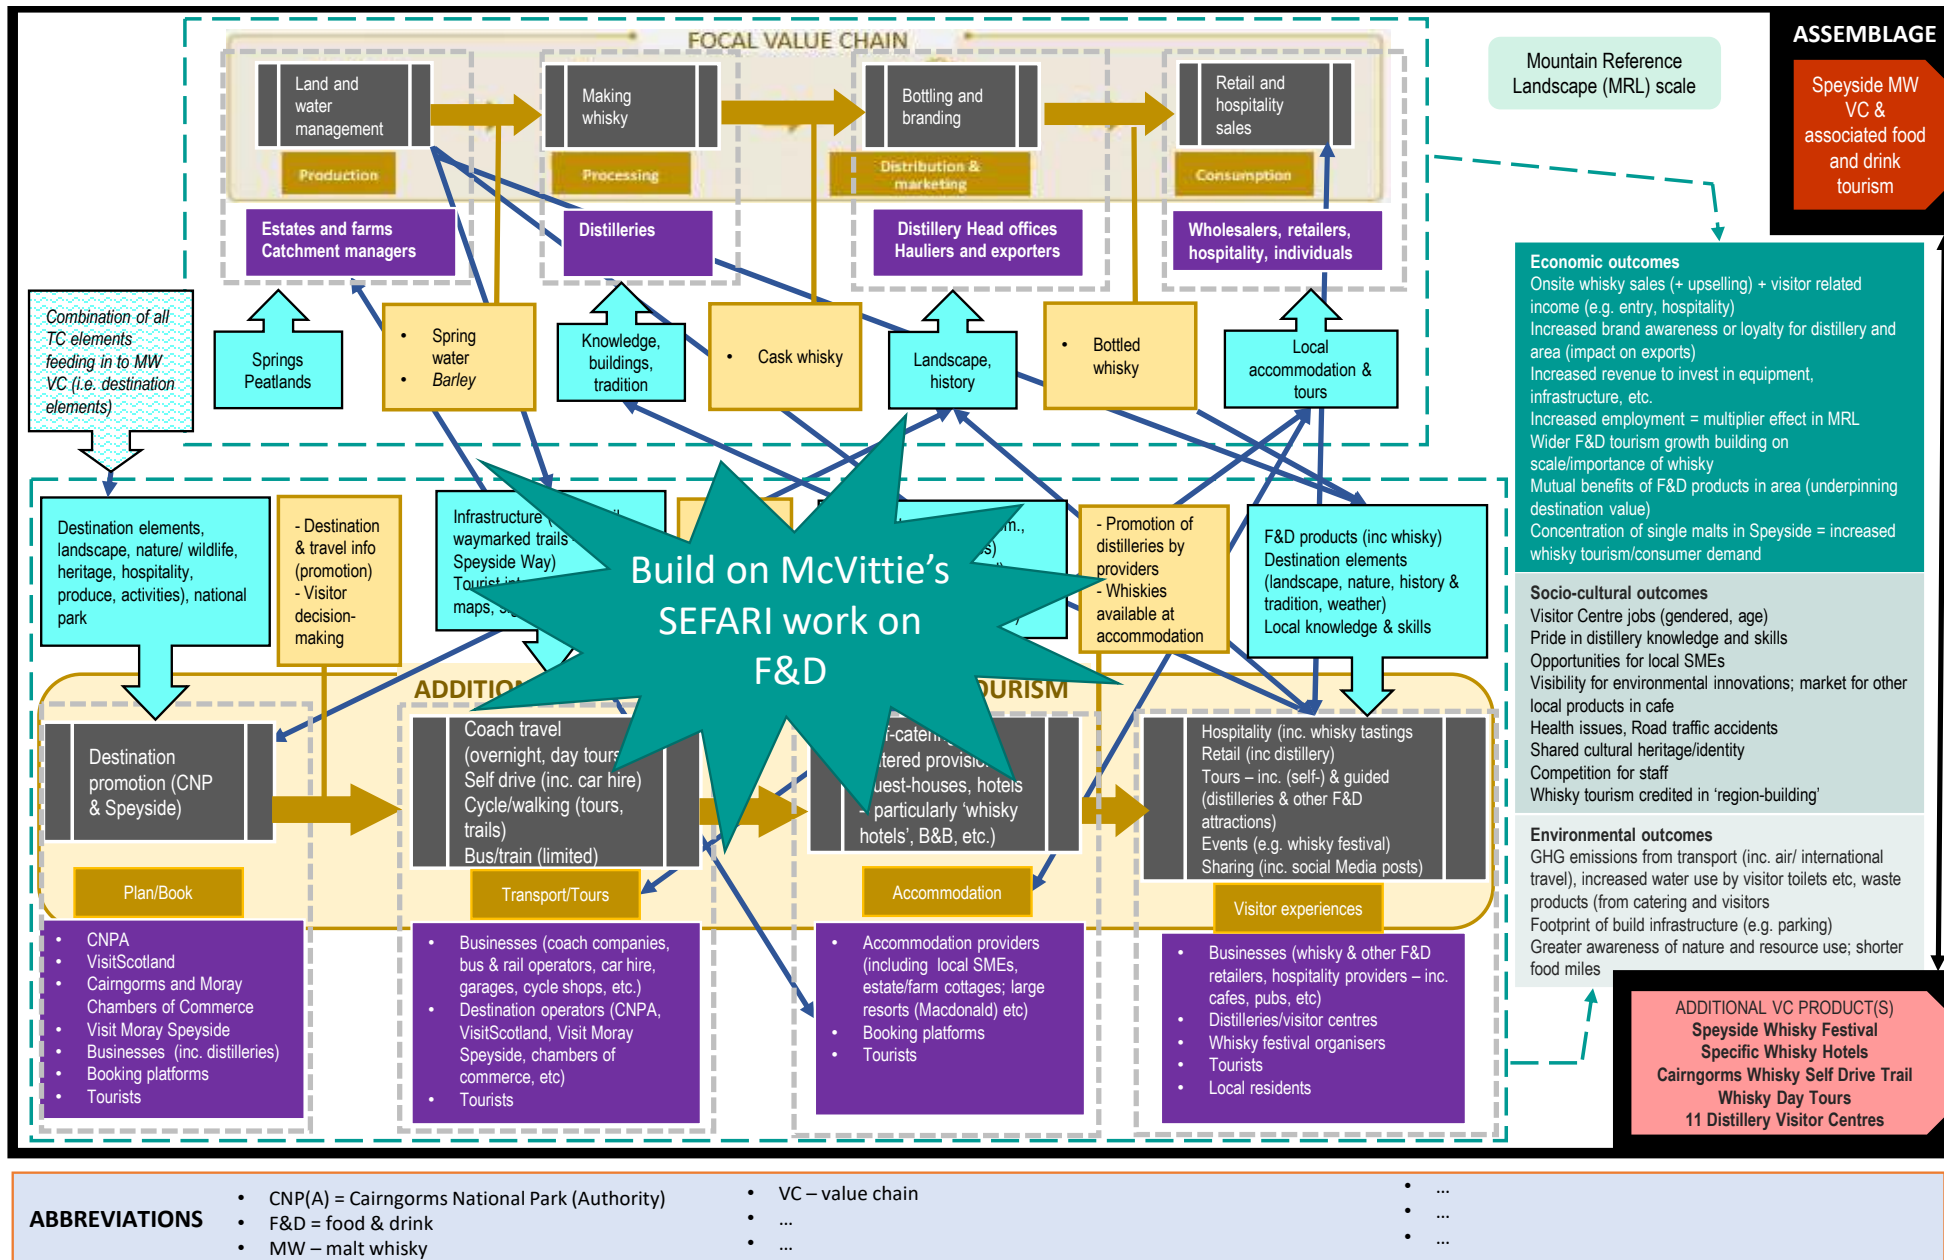 FOCAL VALUE CHAIN
Land and
water
management
Making
whisky
Bottling and
branding
Retail and
hospitality
sales
Production
Processing
Distribution &
marketing
Consumption
Estates and farms
Catchment managers
Distilleries
Distillery Head offices
Hauliers and exporters
Wholesalers, retailers,
hospitality, individuals
Mountain Reference
Landscape (MRL) scale
ASSEMBLAGE
Speyside MW
VC &
associated food
and drink
tourism
Combination of all
TC elements
feeding in to MW
VC (i.e. destination
elements)
Springs
Peatlands
• Spring
water
• Barley
Knowledge,
buildings,
tradition
• Cask whisky
Landscape,
history
• Bottled
whisky
Local
accommodation &
tours
Economic outcomes
Onsite whisky sales (+ upselling) + visitor related
income (e.g. entry, hospitality)
Increased brand awareness or loyalty for distillery and
area (impact on exports)
Increased revenue to invest in equipment,
infrastructure, etc.
Increased employment = multiplier effect in MRL
Wider F&D tourism growth building on
scale/importance of whisky
Mutual benefits of F&D products in area (underpinning
destination value)
Concentration of single malts in Speyside = increased
whisky tourism/consumer demand
Socio-cultural outcomes
Visitor Centre jobs (gendered, age)
Pride in distillery knowledge and skills
Opportunities for local SMEs
Visibility for environmental innovations; market for other
local products in cafe
Health issues, Road traffic accidents
Shared cultural heritage/identity
Competition for staff
Whisky tourism credited in ‘region-building’
Environmental outcomes
GHG emissions from transport (inc. air/ international
travel), increased water use by visitor toilets etc, waste
products (from catering and visitors
Footprint of build infrastructure (e.g. parking)
Greater awareness of nature and resource use; shorter
food miles
ADDITIONAL VC PRODUCT(S)
Speyside Whisky Festival
Specific Whisky Hotels
Cairngorms Whisky Self Drive Trail
Whisky Day Tours
11 Distillery Visitor Centres
Destination elements,
landscape, nature/ wildlife,
heritage, hospitality,
produce, activities), national
park
- Destination
& travel info
(promotion)
- Visitor
decision-
making
Infrastructure
waymarked trails
Speyside Way)
Tourist
maps,
Build on McVittie’s
SEFARI work on
F&D
- Promotion of
distilleries by
providers
- Whiskies
available at
accommodation
F&D products (inc whisky)
Destination elements
(landscape, nature, history &
tradition, weather)
Local knowledge & skills
Destination
promotion (CNP
& Speyside)
Coach travel
(overnight, day tours
Self drive (inc. car hire)
Cycle/walking (tours,
trails)
Bus/train (limited)
provision
hotels
- particularly ‘whisky
hotels’, B&B, etc.)
Hospitality (inc. whisky tastings
Retail (inc distillery)
Tours – inc. (self-) & guided
(distilleries & other F&D
attractions)
Events (e.g. whisky festival)
Sharing (inc. social Media posts)
Plan/Book
Transport/Tours
Accommodation
Visitor experiences
• CNPA
• VisitScotland
• Cairngorms and Moray
Chambers of Commerce
• Visit Moray Speyside
• Businesses (inc. distilleries)
• Booking platforms
• Tourists
• Businesses (coach companies,
bus & rail operators, car hire,
garages, cycle shops, etc.)
• Destination operators (CNPA,
VisitScotland, Visit Moray
Speyside, chambers of
commerce, etc)
• Tourists
• Accommodation providers
(including local SMEs,
estate/farm cottages; large
resorts (Macdonald) etc)
• Booking platforms
• Tourists
• Businesses (whisky & other F&D
retailers, hospitality providers – inc.
cafes, pubs, etc)
• Distilleries/visitor centres
• Whisky festival organisers
• Tourists
• Local residents
ABBREVIATIONS
• CNP(A) = Cairngorms National Park (Authority)
• F&D = food & drink
• MW – malt whisky
• VC – value chain
• ...
• ...
• ...
• ...
• ...